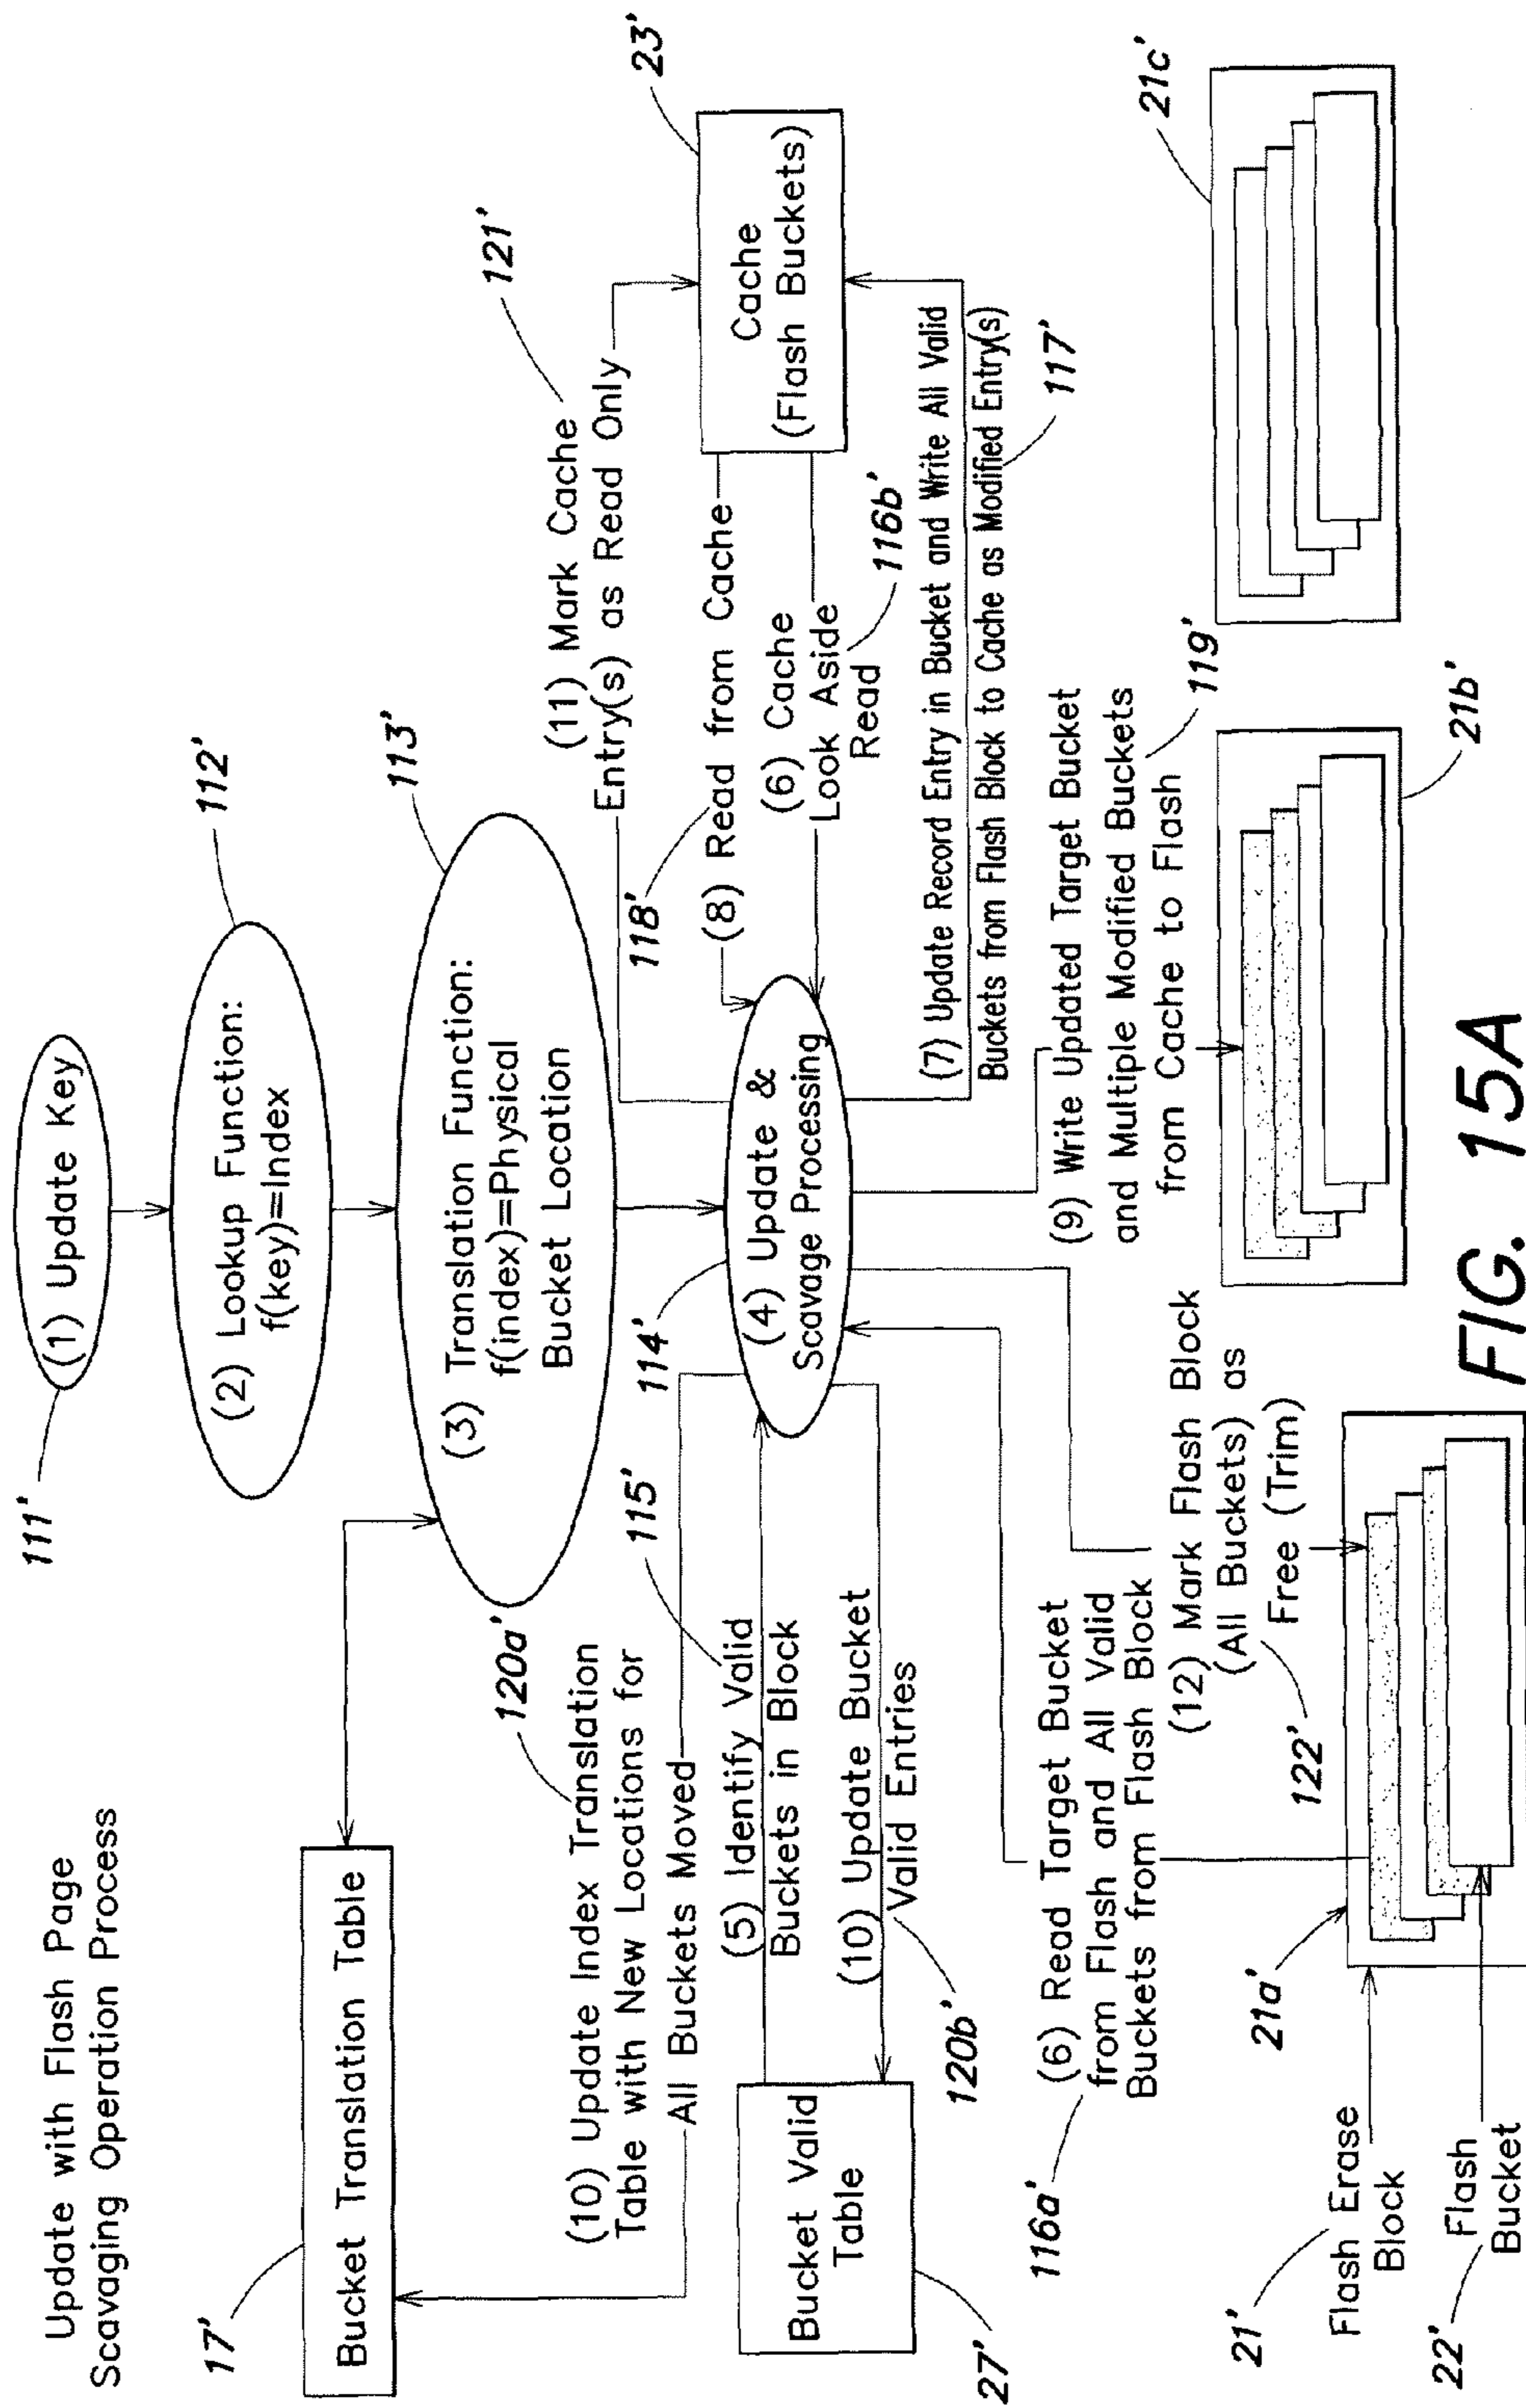 Update with Flash Page
Scavaging Operation Process
17'
Bucket Translation Table
111'
(1) Update Key
112'
(2) Lookup Function:
f(key)=Index
113'
(3) Translation Function:
f(index)=Physical
Bucket Location
120a'
(10) Update Index Translation
Table with New Locations for
All Buckets Moved
115'
(5) Identify Valid
Buckets in Block
(10) Update Bucket
Valid Entries
120b'
Bucket Valid
Table
27'
114'
(4) Update &
Scavage Processing
121'
(11) Mark Cache
Entry(s) as Read Only
118'
(8) Read from Cache
(6) Cache
Look Aside
Read
116b'
23'
Cache
(Flash Buckets)
(7) Update Record Entry in Bucket and Write All Valid
Buckets from Flash Block to Cache as Modified Entry(s)
117'
116a'
(6) Read Target Bucket
from Flash and All Valid
Buckets from Flash Block
(12) Mark Flash Block
(All Buckets) as
Free (Trim)
122'
(9) Write Updated Target Bucket
and Multiple Modified Buckets
from Cache to Flash
119'
21a'
21'
Flash Erase
Block
22'
Flash
Bucket
21b'
21c'
FIG. 15A